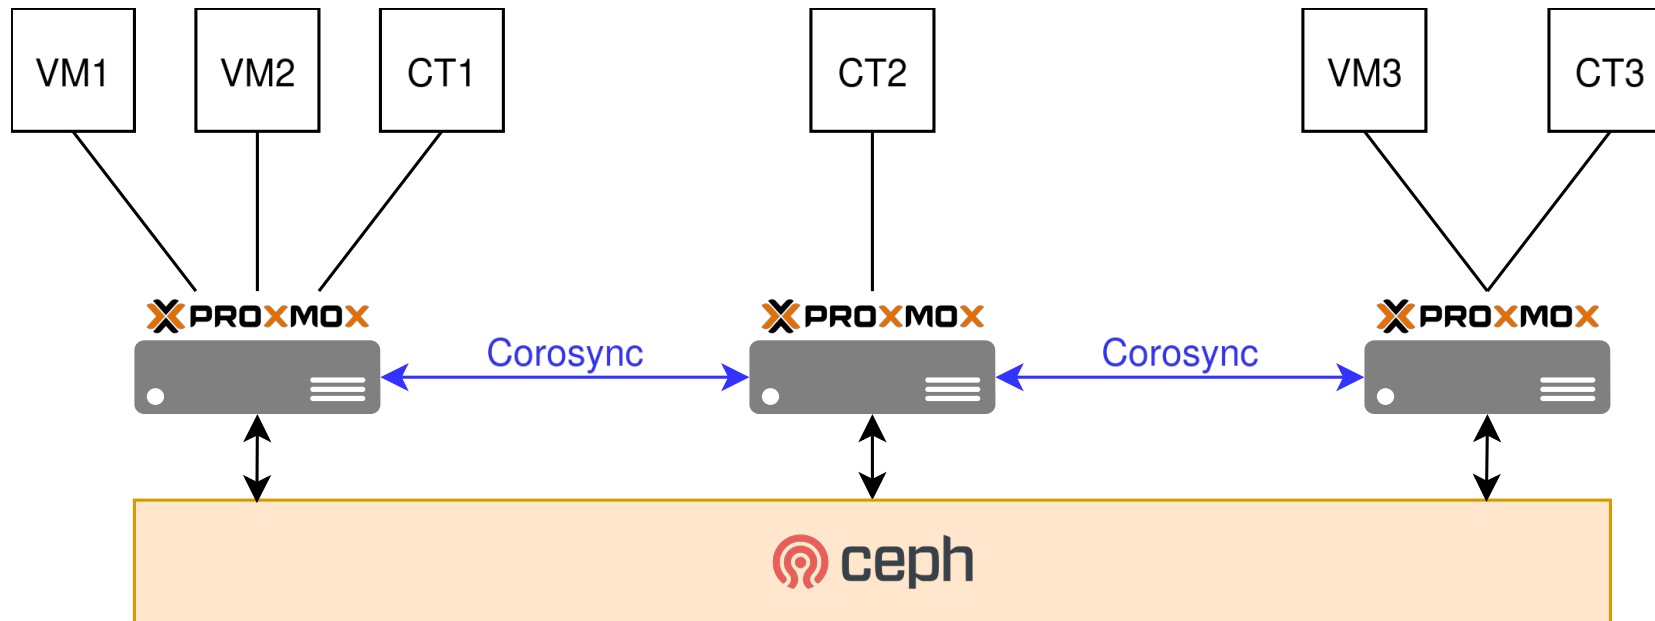 VM1 VM2 CT1 CT2 VM3 CT3
PROXMOX PROXMOX PROXMOX
Corosync Corosync
ceph